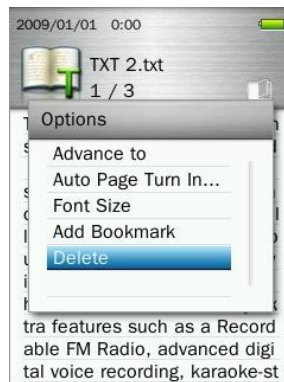 2009/01/01 0:00
T
TXT 2.txt
1 / 3
Options
Advance to
Auto Page Turn In...
Font Size
Add Bookmark
Delete
tra features such as a Record
able FM Radio, advanced digi
tal voice recording, karaoke-st